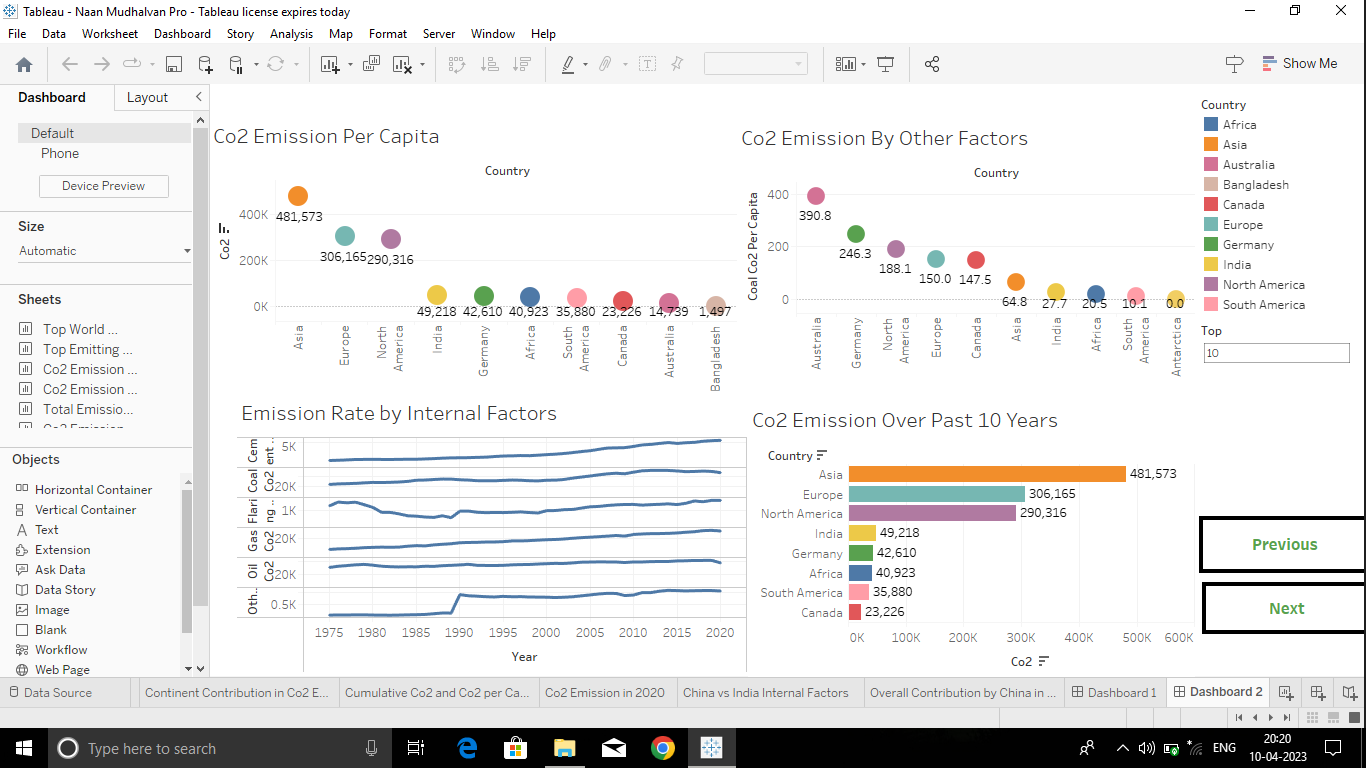 Tableau - Naan Mudhalvan Pro - Tableau license expires today
File Data Worksheet Dashboard Story Analysis Map Format Server Window Help
Show Me
Dashboard Layout
Default
Phone
Device Preview
Size
Automatic
Sheets
Top World ...
Top Emitting ...
Co2 Emission ...
Co2 Emission ...
Total Emissio...
Co2 Emission
Objects
Horizontal Container
Vertical Container
Text
Extension
Ask Data
Data Story
Image
Blank
Workflow
Web Page
Co2 Emission Per Capita
Country
Co2
400K
200K
0K
481,573
306,165
290,316
49,218
42,610
40,923
35,880
23,226
14,739
1,497
Asia
Europe
North America
India
Germany
Africa
South America
Canada
Australia
Bangladesh
Co2 Emission By Other Factors
Country
Coal Co2 Per Capita
400
200
0
390.8
246.3
188.1
150.0
147.5
64.8
27.7
20.5
10.1
0.0
Australia
Germany
North America
Europe
Canada
Asia
India
Africa
South America
Antarctica
Country
Africa
Asia
Australia
Bangladesh
Canada
Europe
Germany
India
North America
South America
Top
10
Emission Rate by Internal Factors
Cem ent ..
5K
Coal Co2
20K
Flari ng ..
1K
Gas Co2
20K
Oil Co2
20K
Oth..
0.5K
1975 1980 1985 1990 1995 2000 2005 2010 2015 2020
Year
Co2 Emission Over Past 10 Years
Country
Asia 481,573
Europe 306,165
North America 290,316
India 49,218
Germany 42,610
Africa 40,923
South America 35,880
Canada 23,226
0K 100K 200K 300K 400K 500K 600K
Co2
Previous
Next
Data Source Continent Contribution in Co2 E... Cumulative Co2 and Co2 per Ca... Co2 Emission in 2020 China vs India Internal Factors Overall Contribution by China in ... Dashboard 1 Dashboard 2
Type here to search
ENG
20:20
10-04-2023